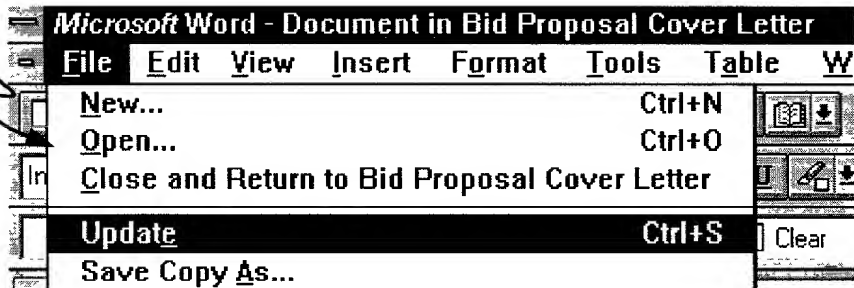 Microsoft Word - Document in Bid Proposal Cover Letter
File Edit View Insert Format Tools Table W
New... Ctrl+N
Open... Ctrl+O
In Close and Return to Bid Proposal Cover Letter U
Update Ctrl+S Clear
Save Copy As...